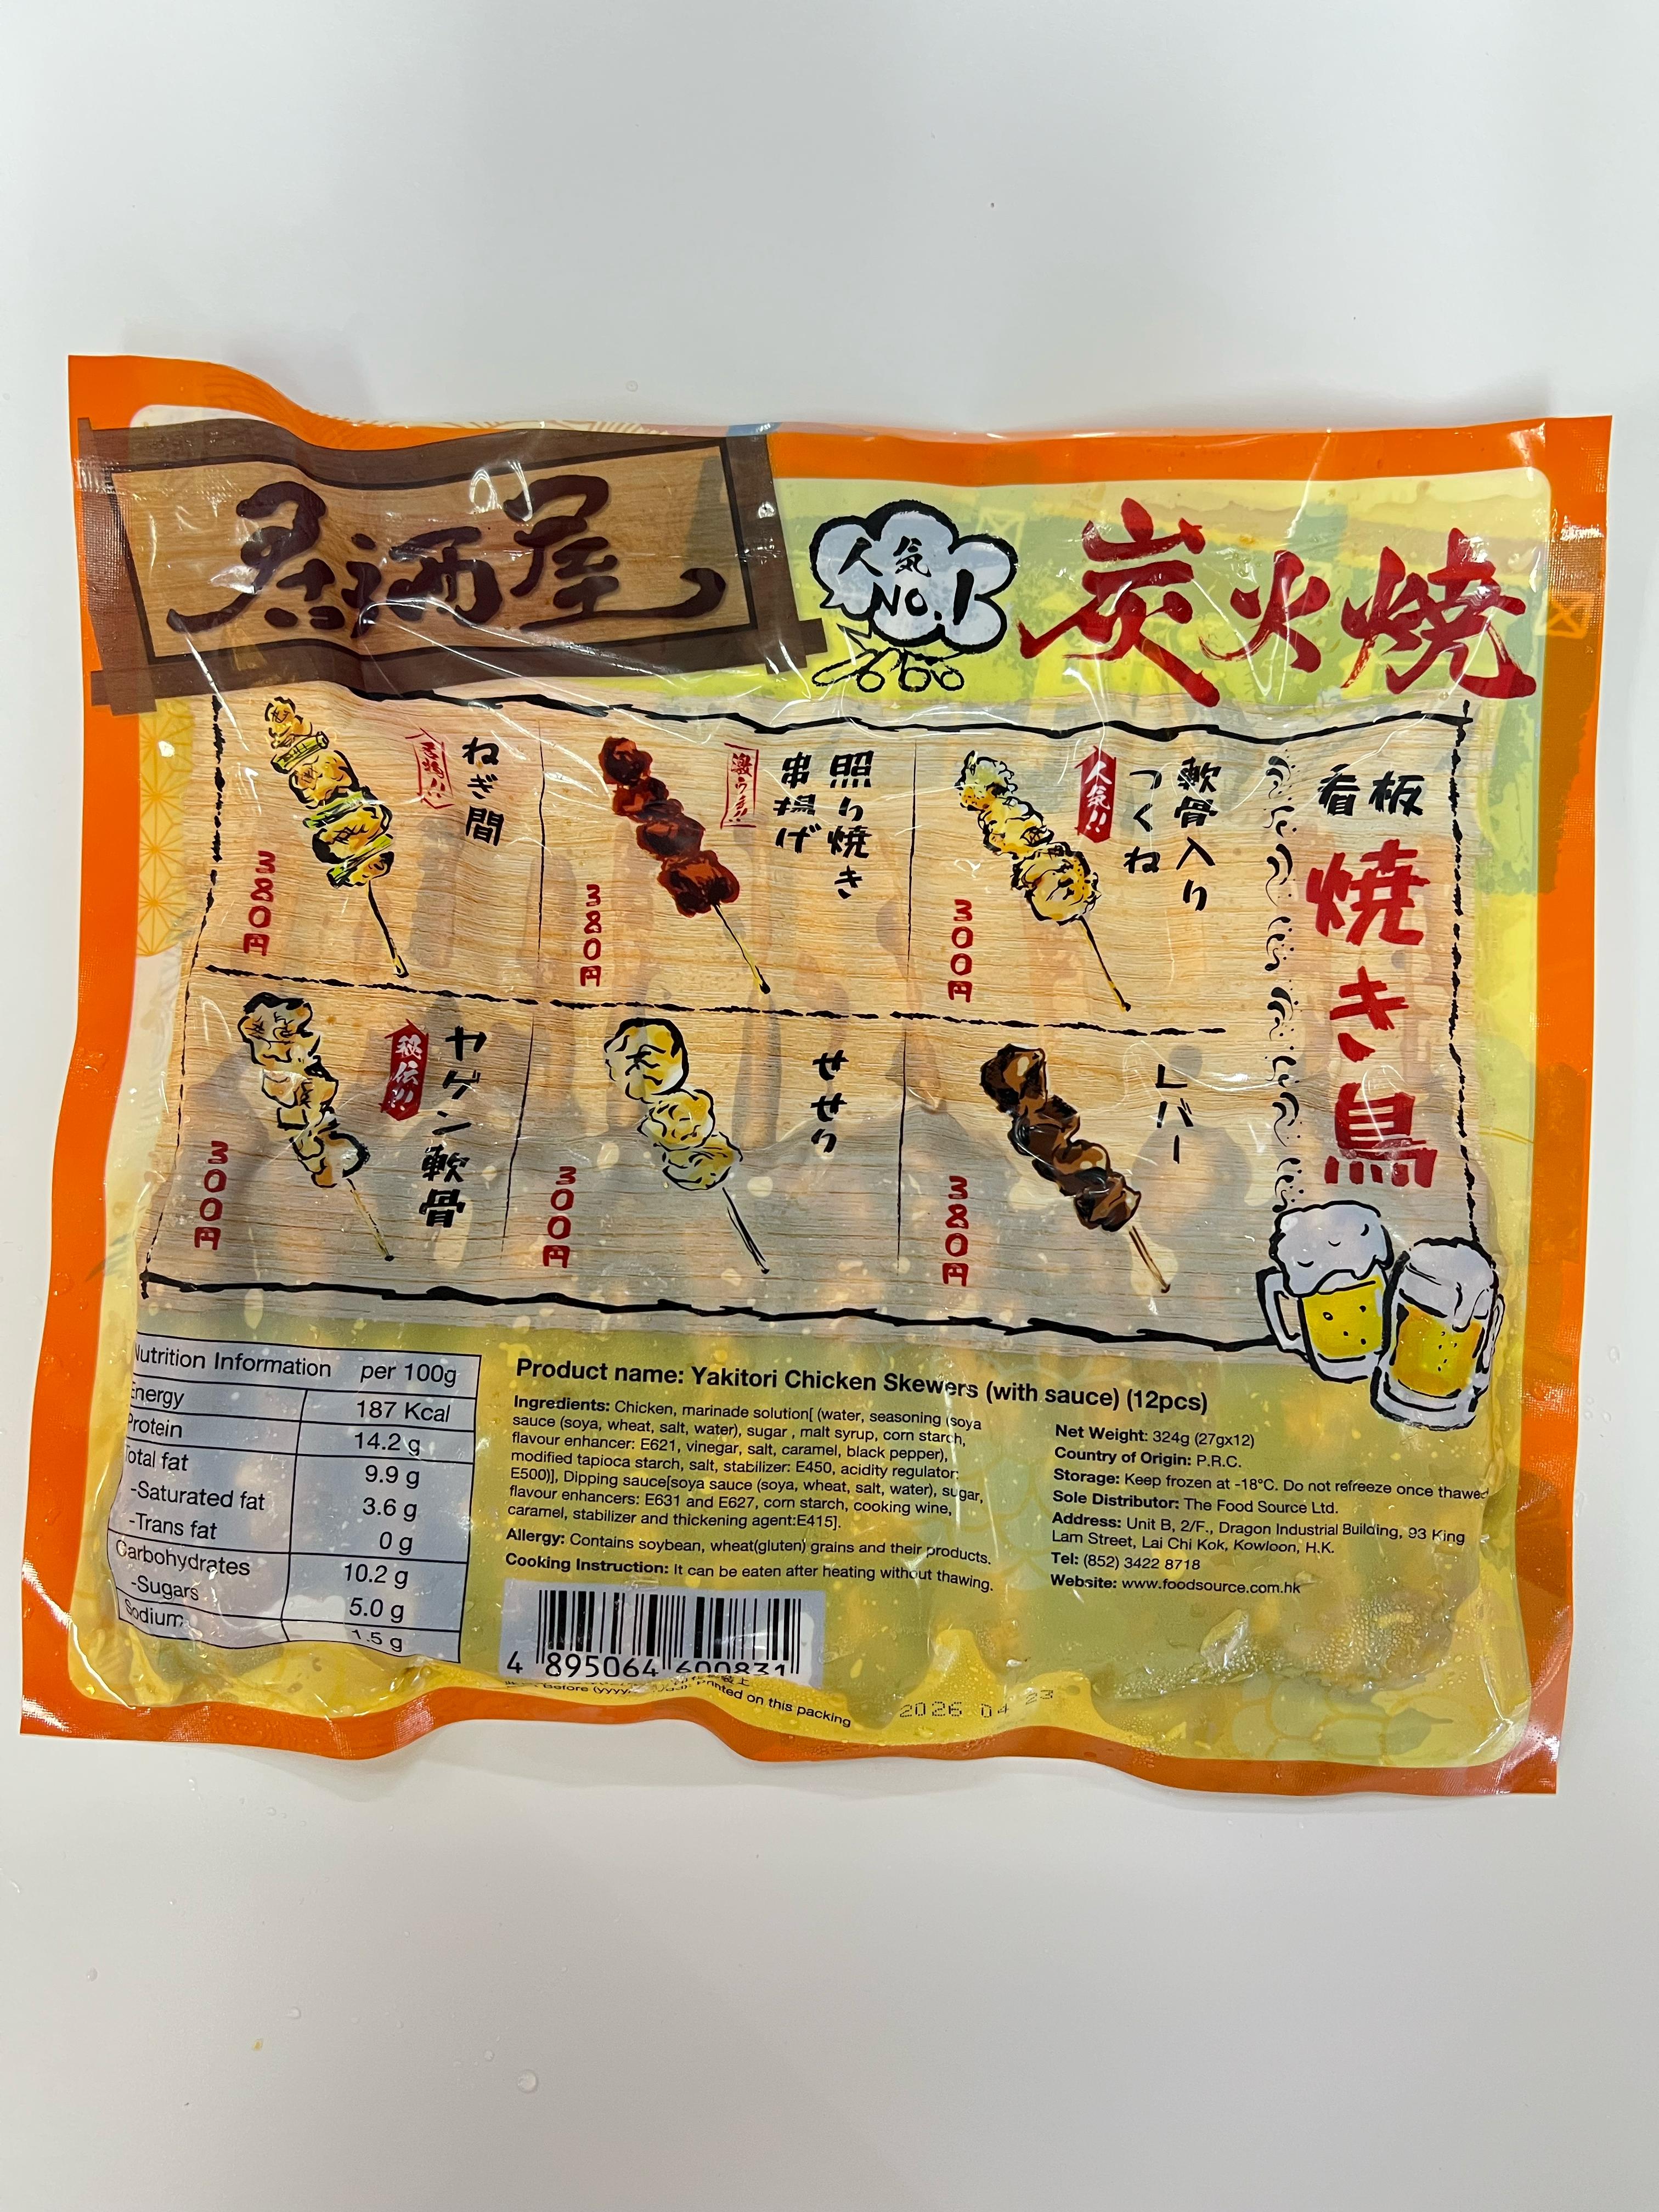 居酒屋
人気
NO.1
炭火焼
看板
焼き鳥
軟骨入り
つくね
人気!!
300円
照り焼き
串揚げ
激うま!!
380円
ねぎ間
380円
レバー
380円
せせり
300円
ヤゲン軟骨
秘伝!!
300円
Nutrition Information per 100g
Energy 187 Kcal
Protein 14.2 g
Total fat 9.9 g
-Saturated fat 3.6 g
-Trans fat 0 g
Carbohydrates 10.2 g
-Sugars 5.0 g
Sodium 1.5 g
Product name: Yakitori Chicken Skewers (with sauce) (12pcs)
Ingredients: Chicken, marinade solution[ (water, seasoning (soya
sauce (soya, wheat, salt, water), sugar , malt syrup, corn starch,
flavour enhancer: E621, vinegar, salt, caramel, black pepper),
modified tapioca starch, salt, stabilizer: E450, acidity regulator:
E500)], Dipping sauce[soya sauce (soya, wheat, salt, water), sugar,
flavour enhancers: E631 and E627, corn starch, cooking wine,
caramel, stabilizer and thickening agent:E415].
Allergy: Contains soybean, wheat(gluten) grains and their products.
Cooking Instruction: It can be eaten after heating without thawing.
Net Weight: 324g (27gx12)
Country of Origin: P.R.C.
Storage: Keep frozen at -18°C. Do not refreeze once thawed
Sole Distributor: The Food Source Ltd.
Address: Unit B, 2/F., Dragon Industrial Building, 93 King
Lam Street, Lai Chi Kok, Kowloon, H.K.
Tel: (852) 3422 8718
Website: www.foodsource.com.hk
4 895064 600831
Before (yyyy printed on this packing
2026 04 23